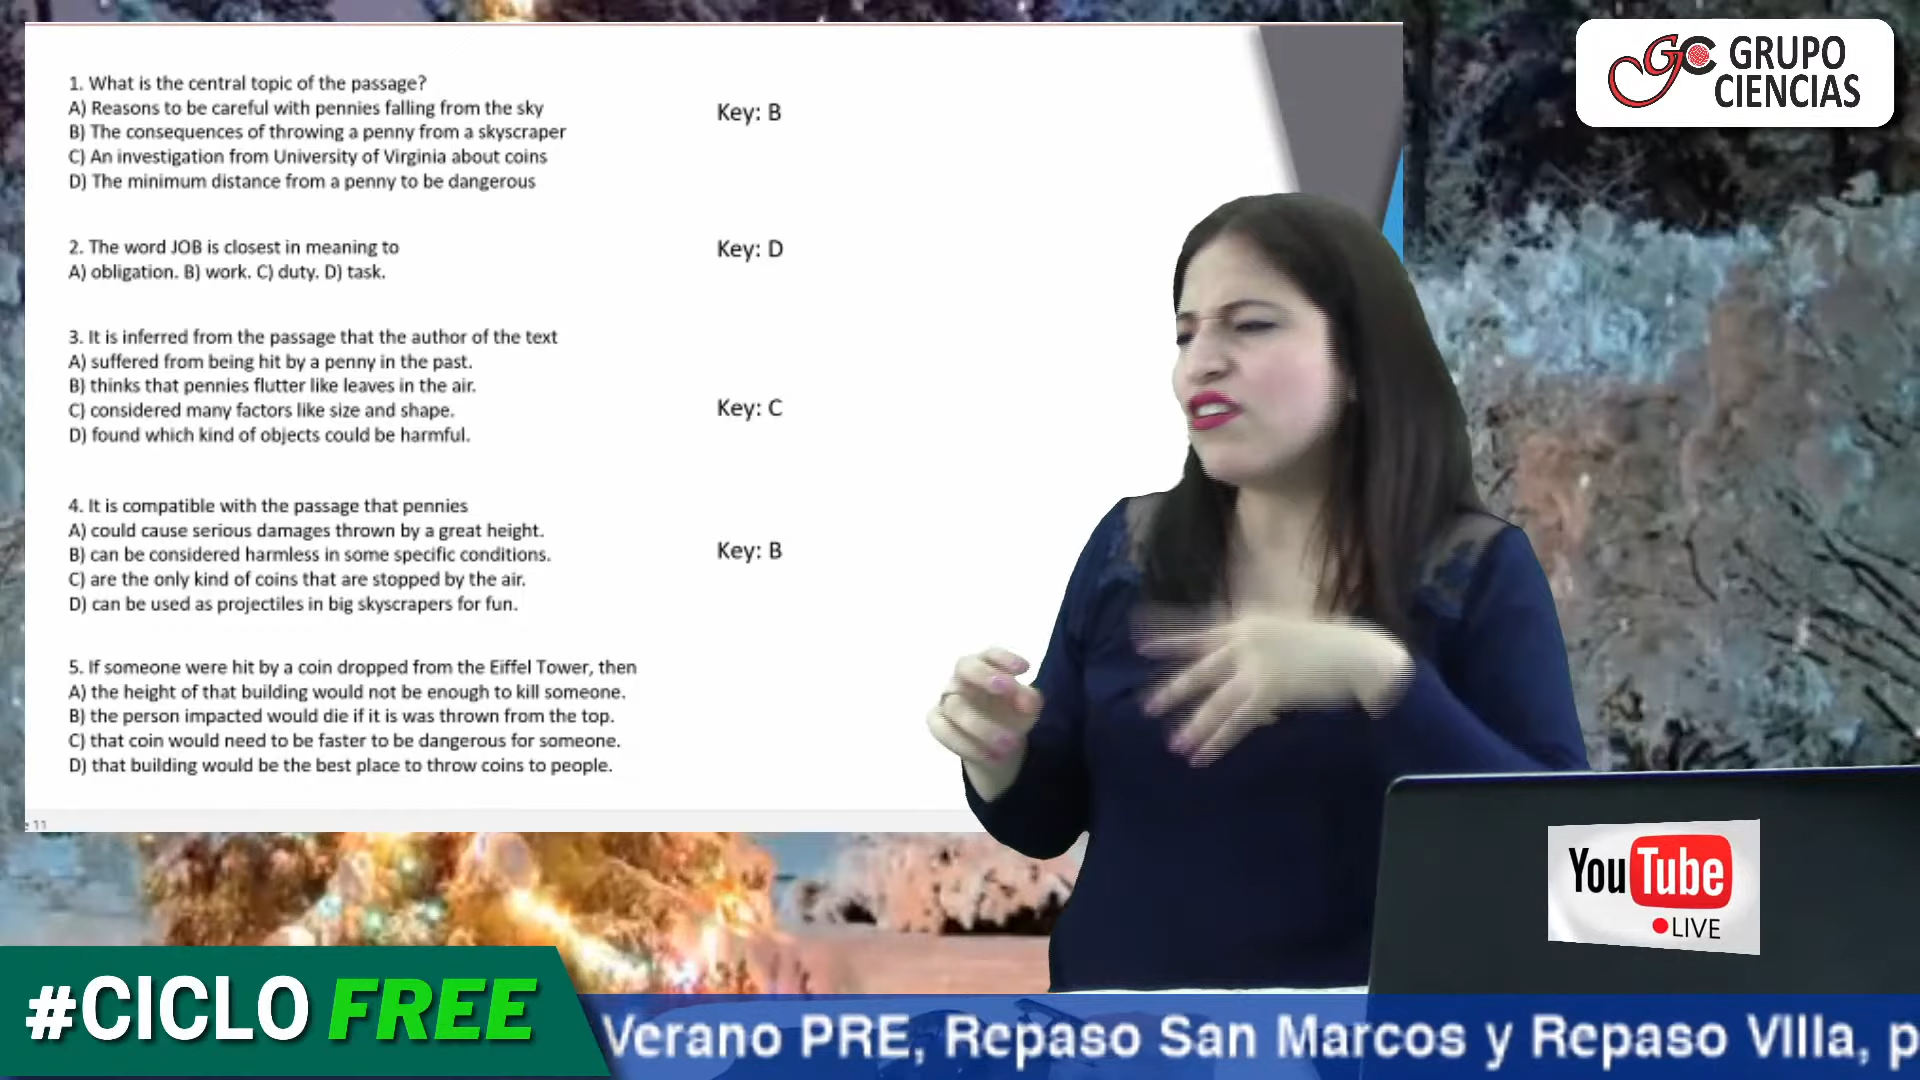 1. What is the central topic of the passage?
A) Reasons to be careful with pennies falling from the sky
B) The consequences of throwing a penny from a skyscraper
C) An investigation from University of Virginia about coins
D) The minimum distance from a penny to be dangerous
Key: B
2. The word JOB is closest in meaning to
A) obligation. B) work. C) duty. D) task.
Key: D
3. It is inferred from the passage that the author of the text
A) suffered from being hit by a penny in the past.
B) thinks that pennies flutter like leaves in the air.
C) considered many factors like size and shape.
D) found which kind of objects could be harmful.
Key: C
4. It is compatible with the passage that pennies
A) could cause serious damages thrown by a great height.
B) can be considered harmless in some specific conditions.
C) are the only kind of coins that are stopped by the air.
D) can be used as projectiles in big skyscrapers for fun.
Key: B
5. If someone were hit by a coin dropped from the Eiffel Tower, then
A) the height of that building would not be enough to kill someone.
B) the person impacted would die if it is was thrown from the top.
C) that coin would need to be faster to be dangerous for someone.
D) that building would be the best place to throw coins to people.
11
GC GRUPO
CIENCIAS
YouTube
LIVE
#CICLO FREE
Verano PRE, Repaso San Marcos y Repaso VIlla, p